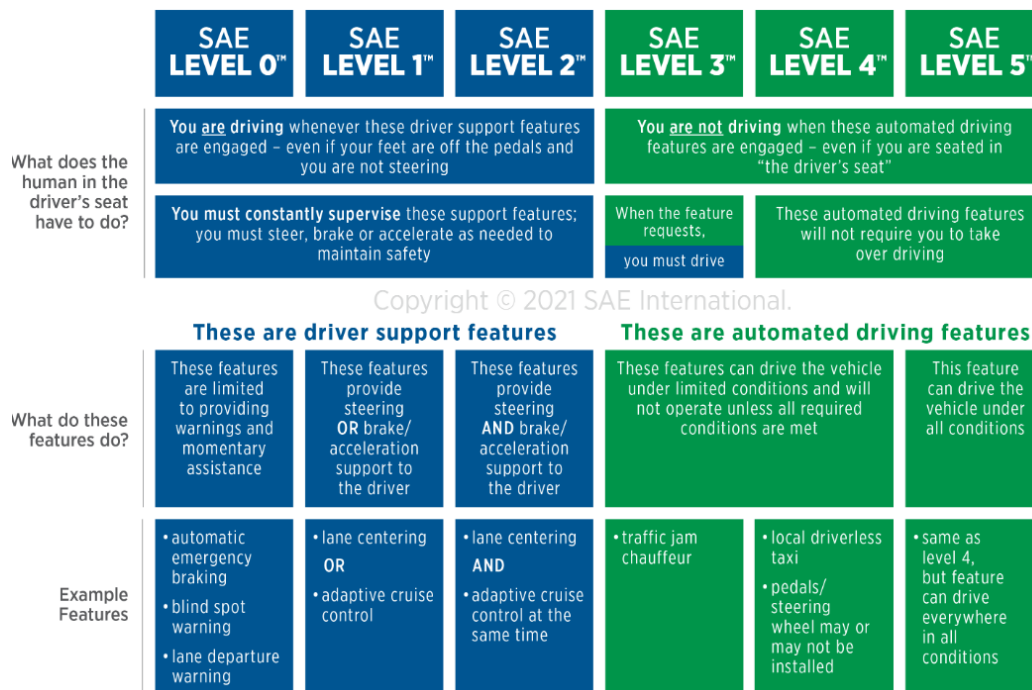 SAE LEVEL 0™
SAE LEVEL 1™
SAE LEVEL 2™
SAE LEVEL 3™
SAE LEVEL 4™
SAE LEVEL 5™
What does the
human in the
driver's seat
have to do?
You are driving whenever these driver support features
are engaged – even if your feet are off the pedals and
you are not steering
You are not driving when these automated driving
features are engaged – even if you are seated in
“the driver's seat”
You must constantly supervise these support features;
you must steer, brake or accelerate as needed to
maintain safety
When the feature
requests,
you must drive
These automated driving features
will not require you to take
over driving
Copyright © 2021 SAE International.
These are driver support features
These are automated driving features
What do these
features do?
These features
are limited
to providing
warnings and
momentary
assistance
These features
provide
steering
OR brake/
acceleration
support to
the driver
These features
provide
steering
AND brake/
acceleration
support to
the driver
These features can drive the vehicle
under limited conditions and will
not operate unless all required
conditions are met
This feature
can drive the
vehicle under
all conditions
Example
Features
• automatic
emergency
braking
• blind spot
warning
• lane departure
warning
• lane centering
OR
• adaptive cruise
control
• lane centering
AND
• adaptive cruise
control at the
same time
• traffic jam
chauffeur
• local driverless
taxi
• pedals/
steering
wheel may or
may not be
installed
• same as
level 4,
but feature
can drive
everywhere
in all
conditions